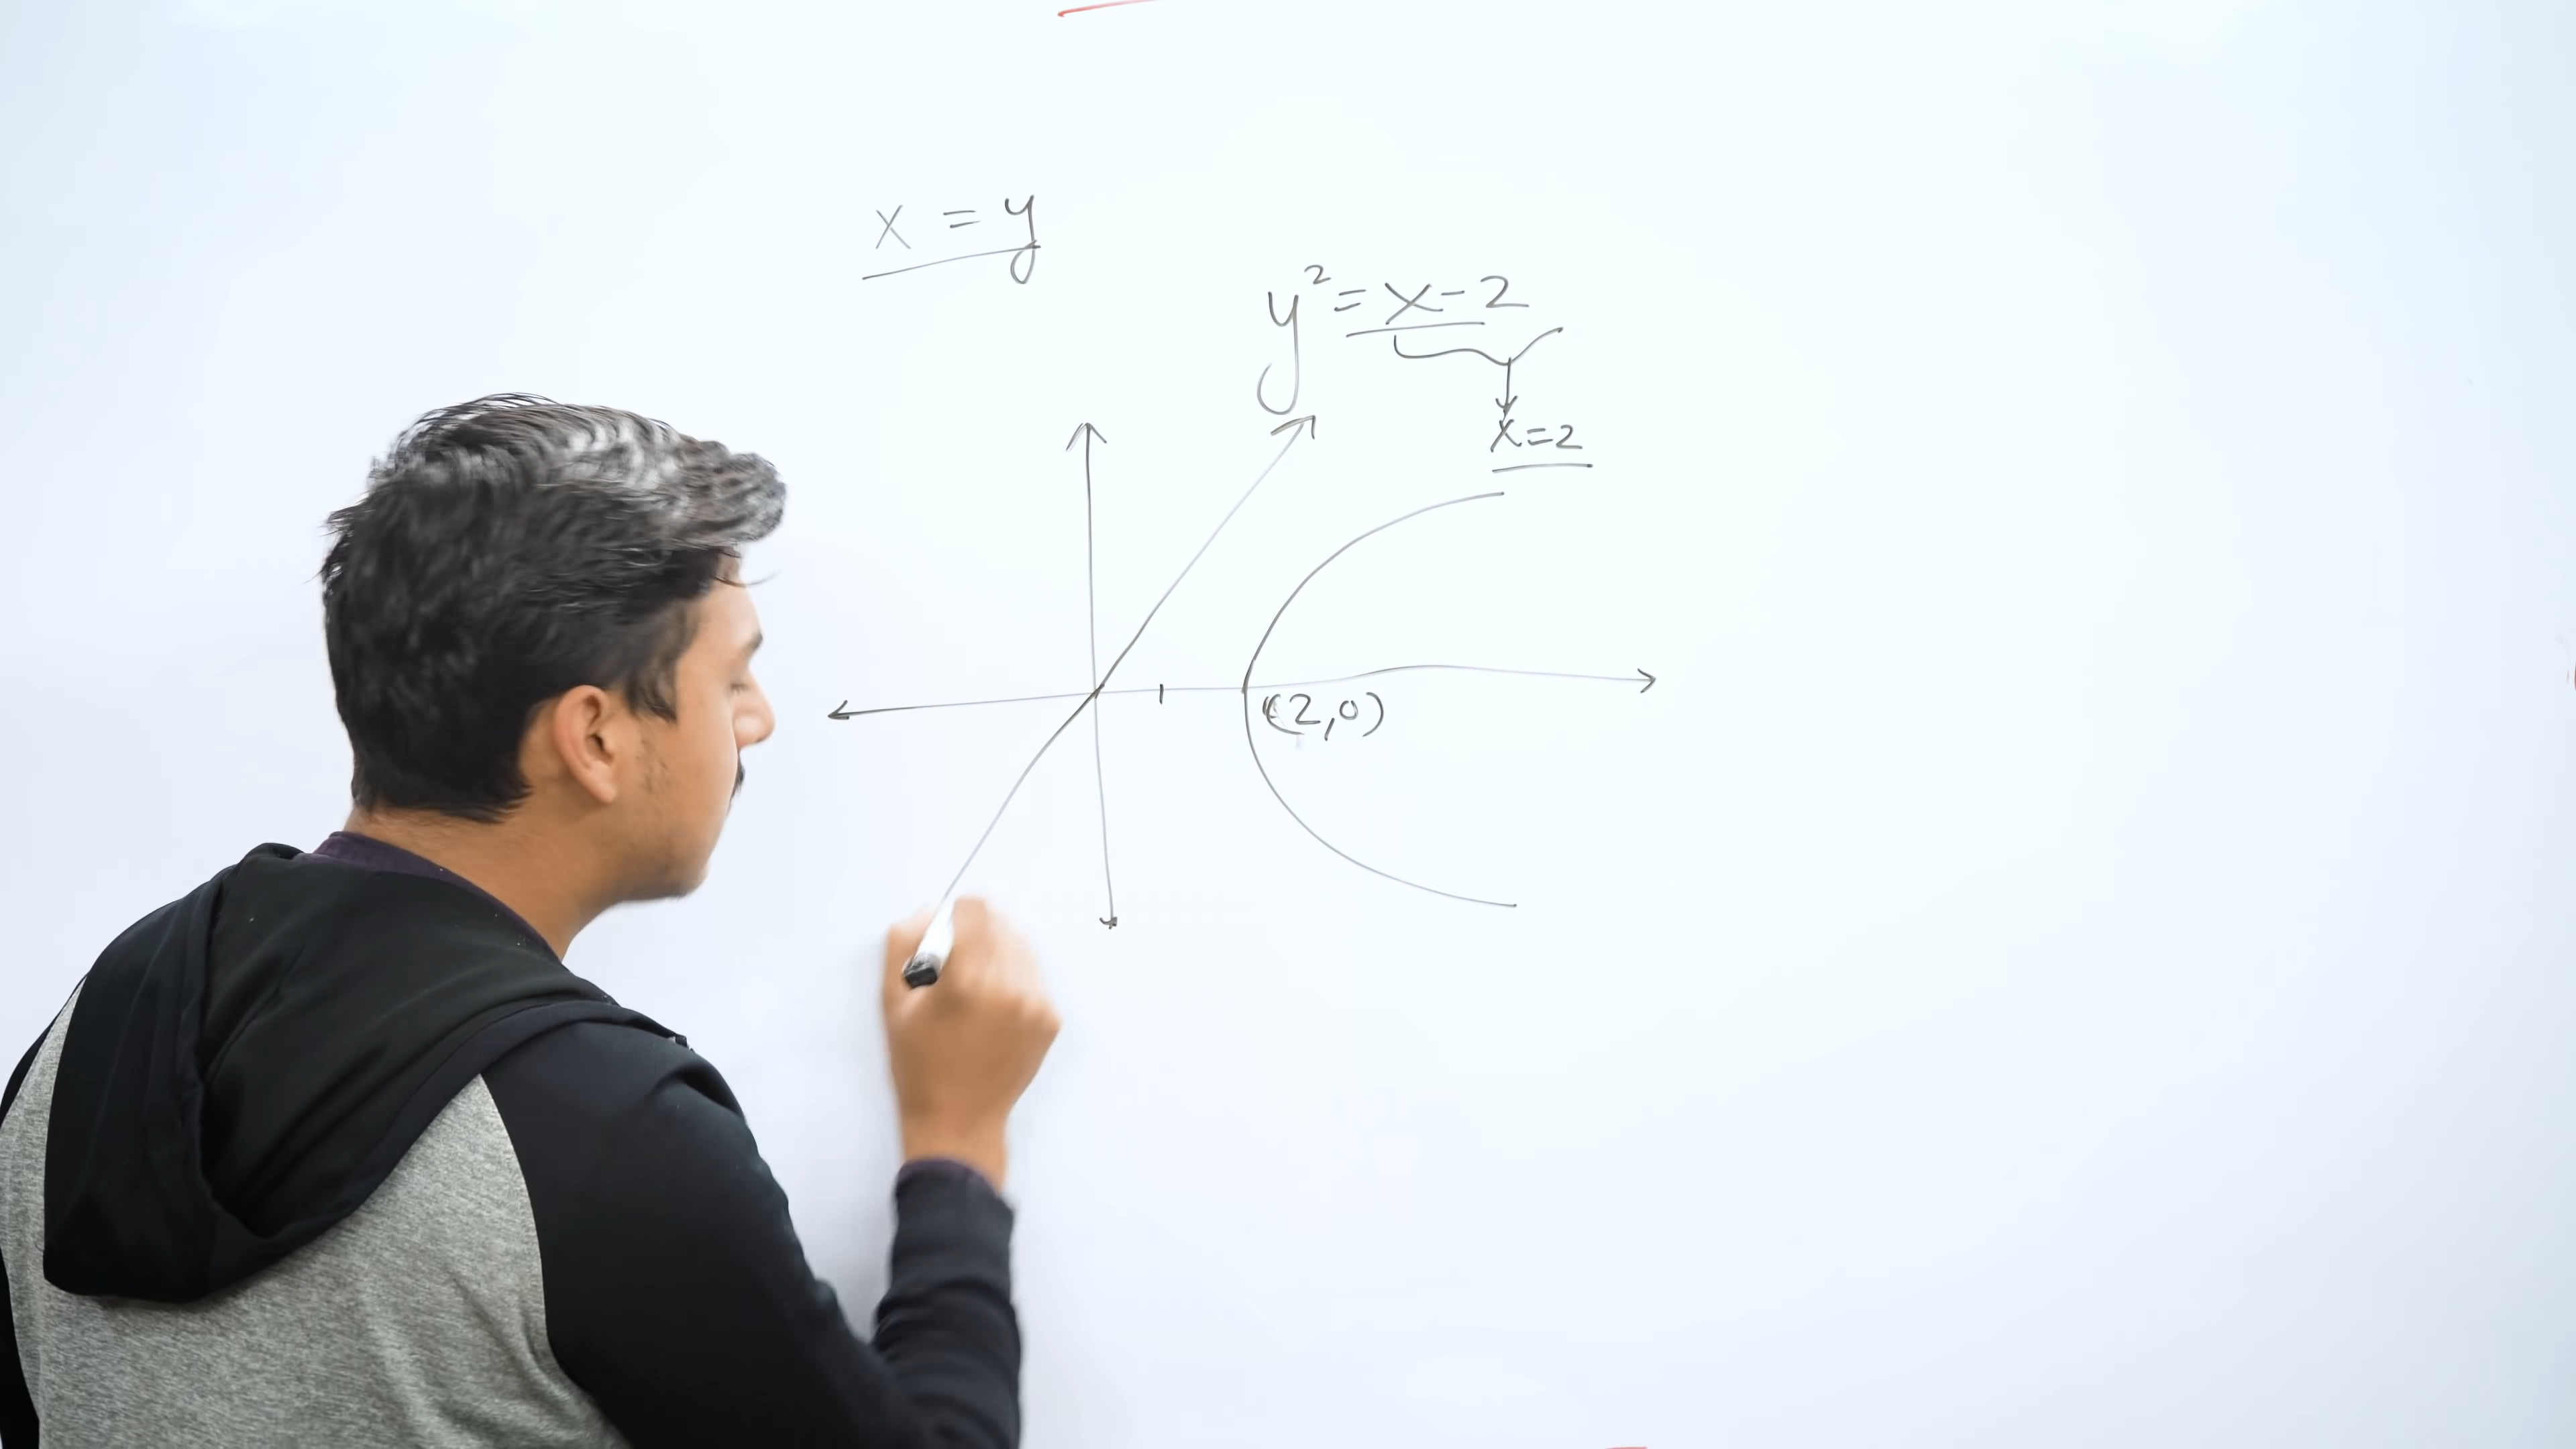 x = y
y² = x-2
x=2
(2,0)